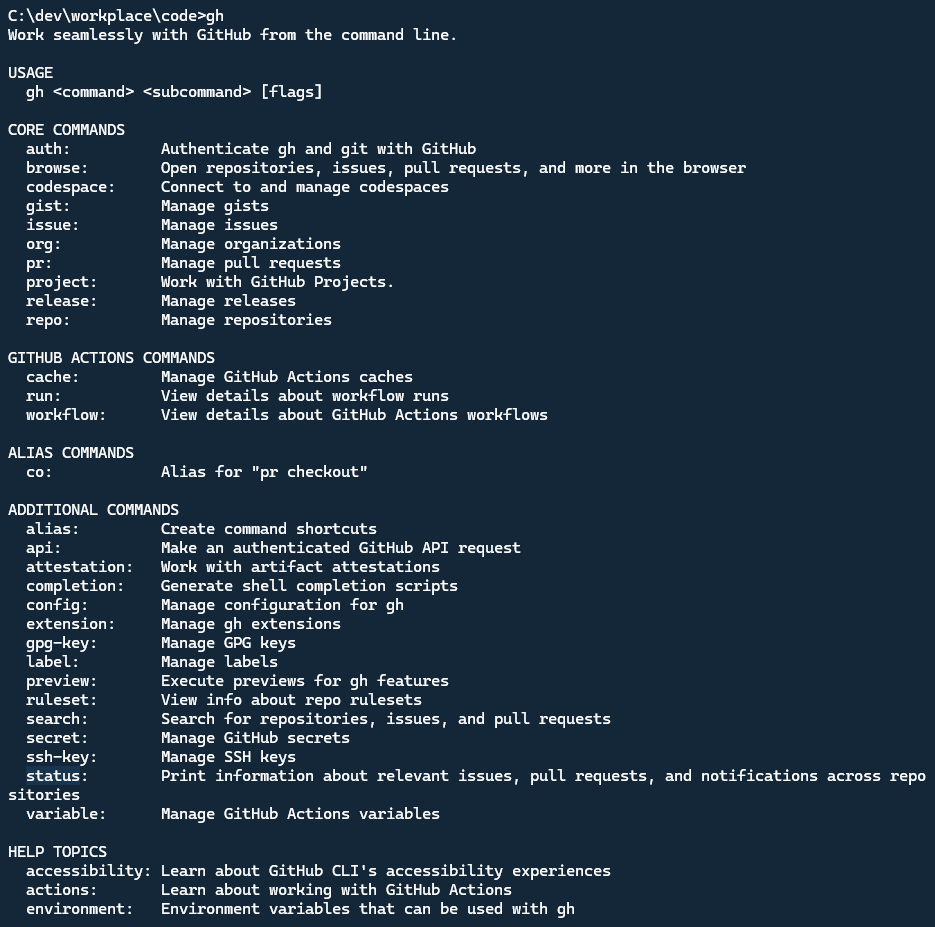 C:\dev\workplace\code>gh
Work seamlessly with GitHub from the command line.

USAGE
  gh <command> <subcommand> [flags]

CORE COMMANDS
  auth:          Authenticate gh and git with GitHub
  browse:        Open repositories, issues, pull requests, and more in the browser
  codespace:     Connect to and manage codespaces
  gist:          Manage gists
  issue:         Manage issues
  org:           Manage organizations
  pr:            Manage pull requests
  project:       Work with GitHub Projects.
  release:       Manage releases
  repo:          Manage repositories

GITHUB ACTIONS COMMANDS
  cache:         Manage GitHub Actions caches
  run:           View details about workflow runs
  workflow:      View details about GitHub Actions workflows

ALIAS COMMANDS
  co:            Alias for "pr checkout"

ADDITIONAL COMMANDS
  alias:         Create command shortcuts
  api:           Make an authenticated GitHub API request
  attestation:   Work with artifact attestations
  completion:    Generate shell completion scripts
  config:        Manage configuration for gh
  extension:     Manage gh extensions
  gpg-key:       Manage GPG keys
  label:         Manage labels
  preview:       Execute previews for gh features
  ruleset:       View info about repo rulesets
  search:        Search for repositories, issues, and pull requests
  secret:        Manage GitHub secrets
  ssh-key:       Manage SSH keys
  status:        Print information about relevant issues, pull requests, and notifications across repo
sitories
  variable:      Manage GitHub Actions variables

HELP TOPICS
  accessibility: Learn about GitHub CLI's accessibility experiences
  actions:       Learn about working with GitHub Actions
  environment:   Environment variables that can be used with gh